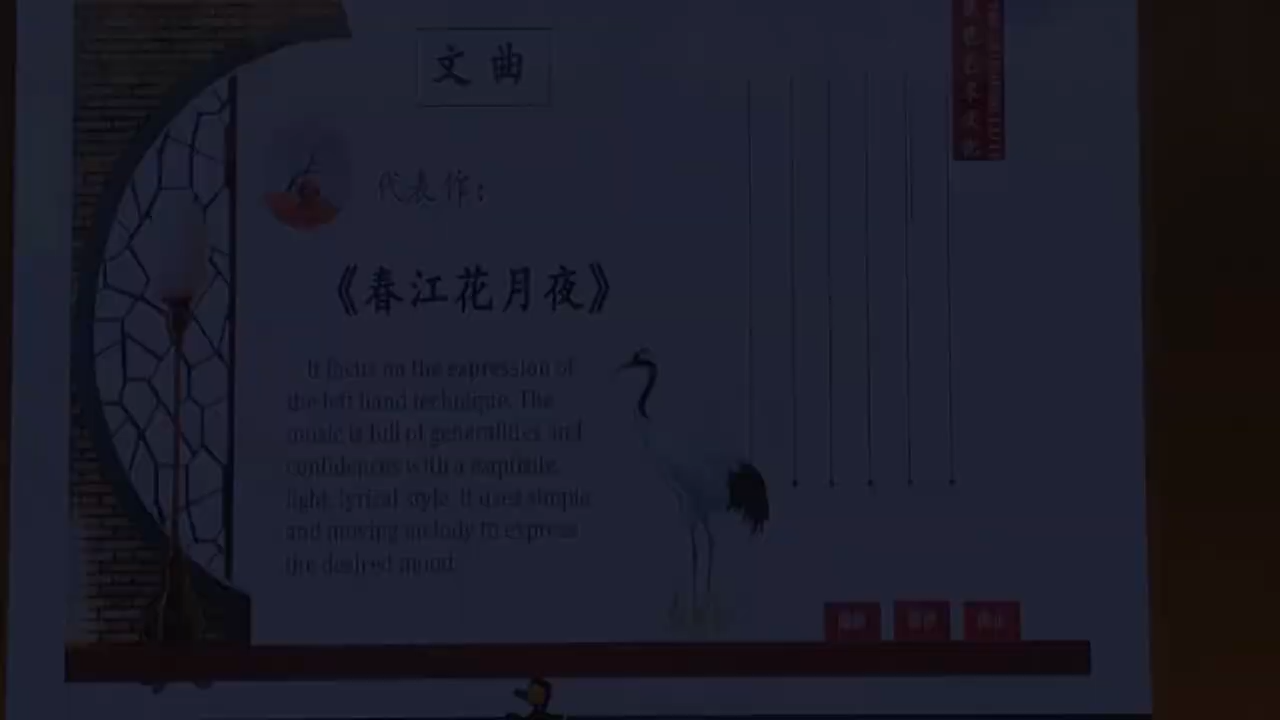 文曲
代表作：
《春江花月夜》
It focus on the expression of
the left hand technique. The
music is full of generalities and
confidences with a euphistic,
light, lyrical style. It uses simple
and moving melody to express
the desired mood